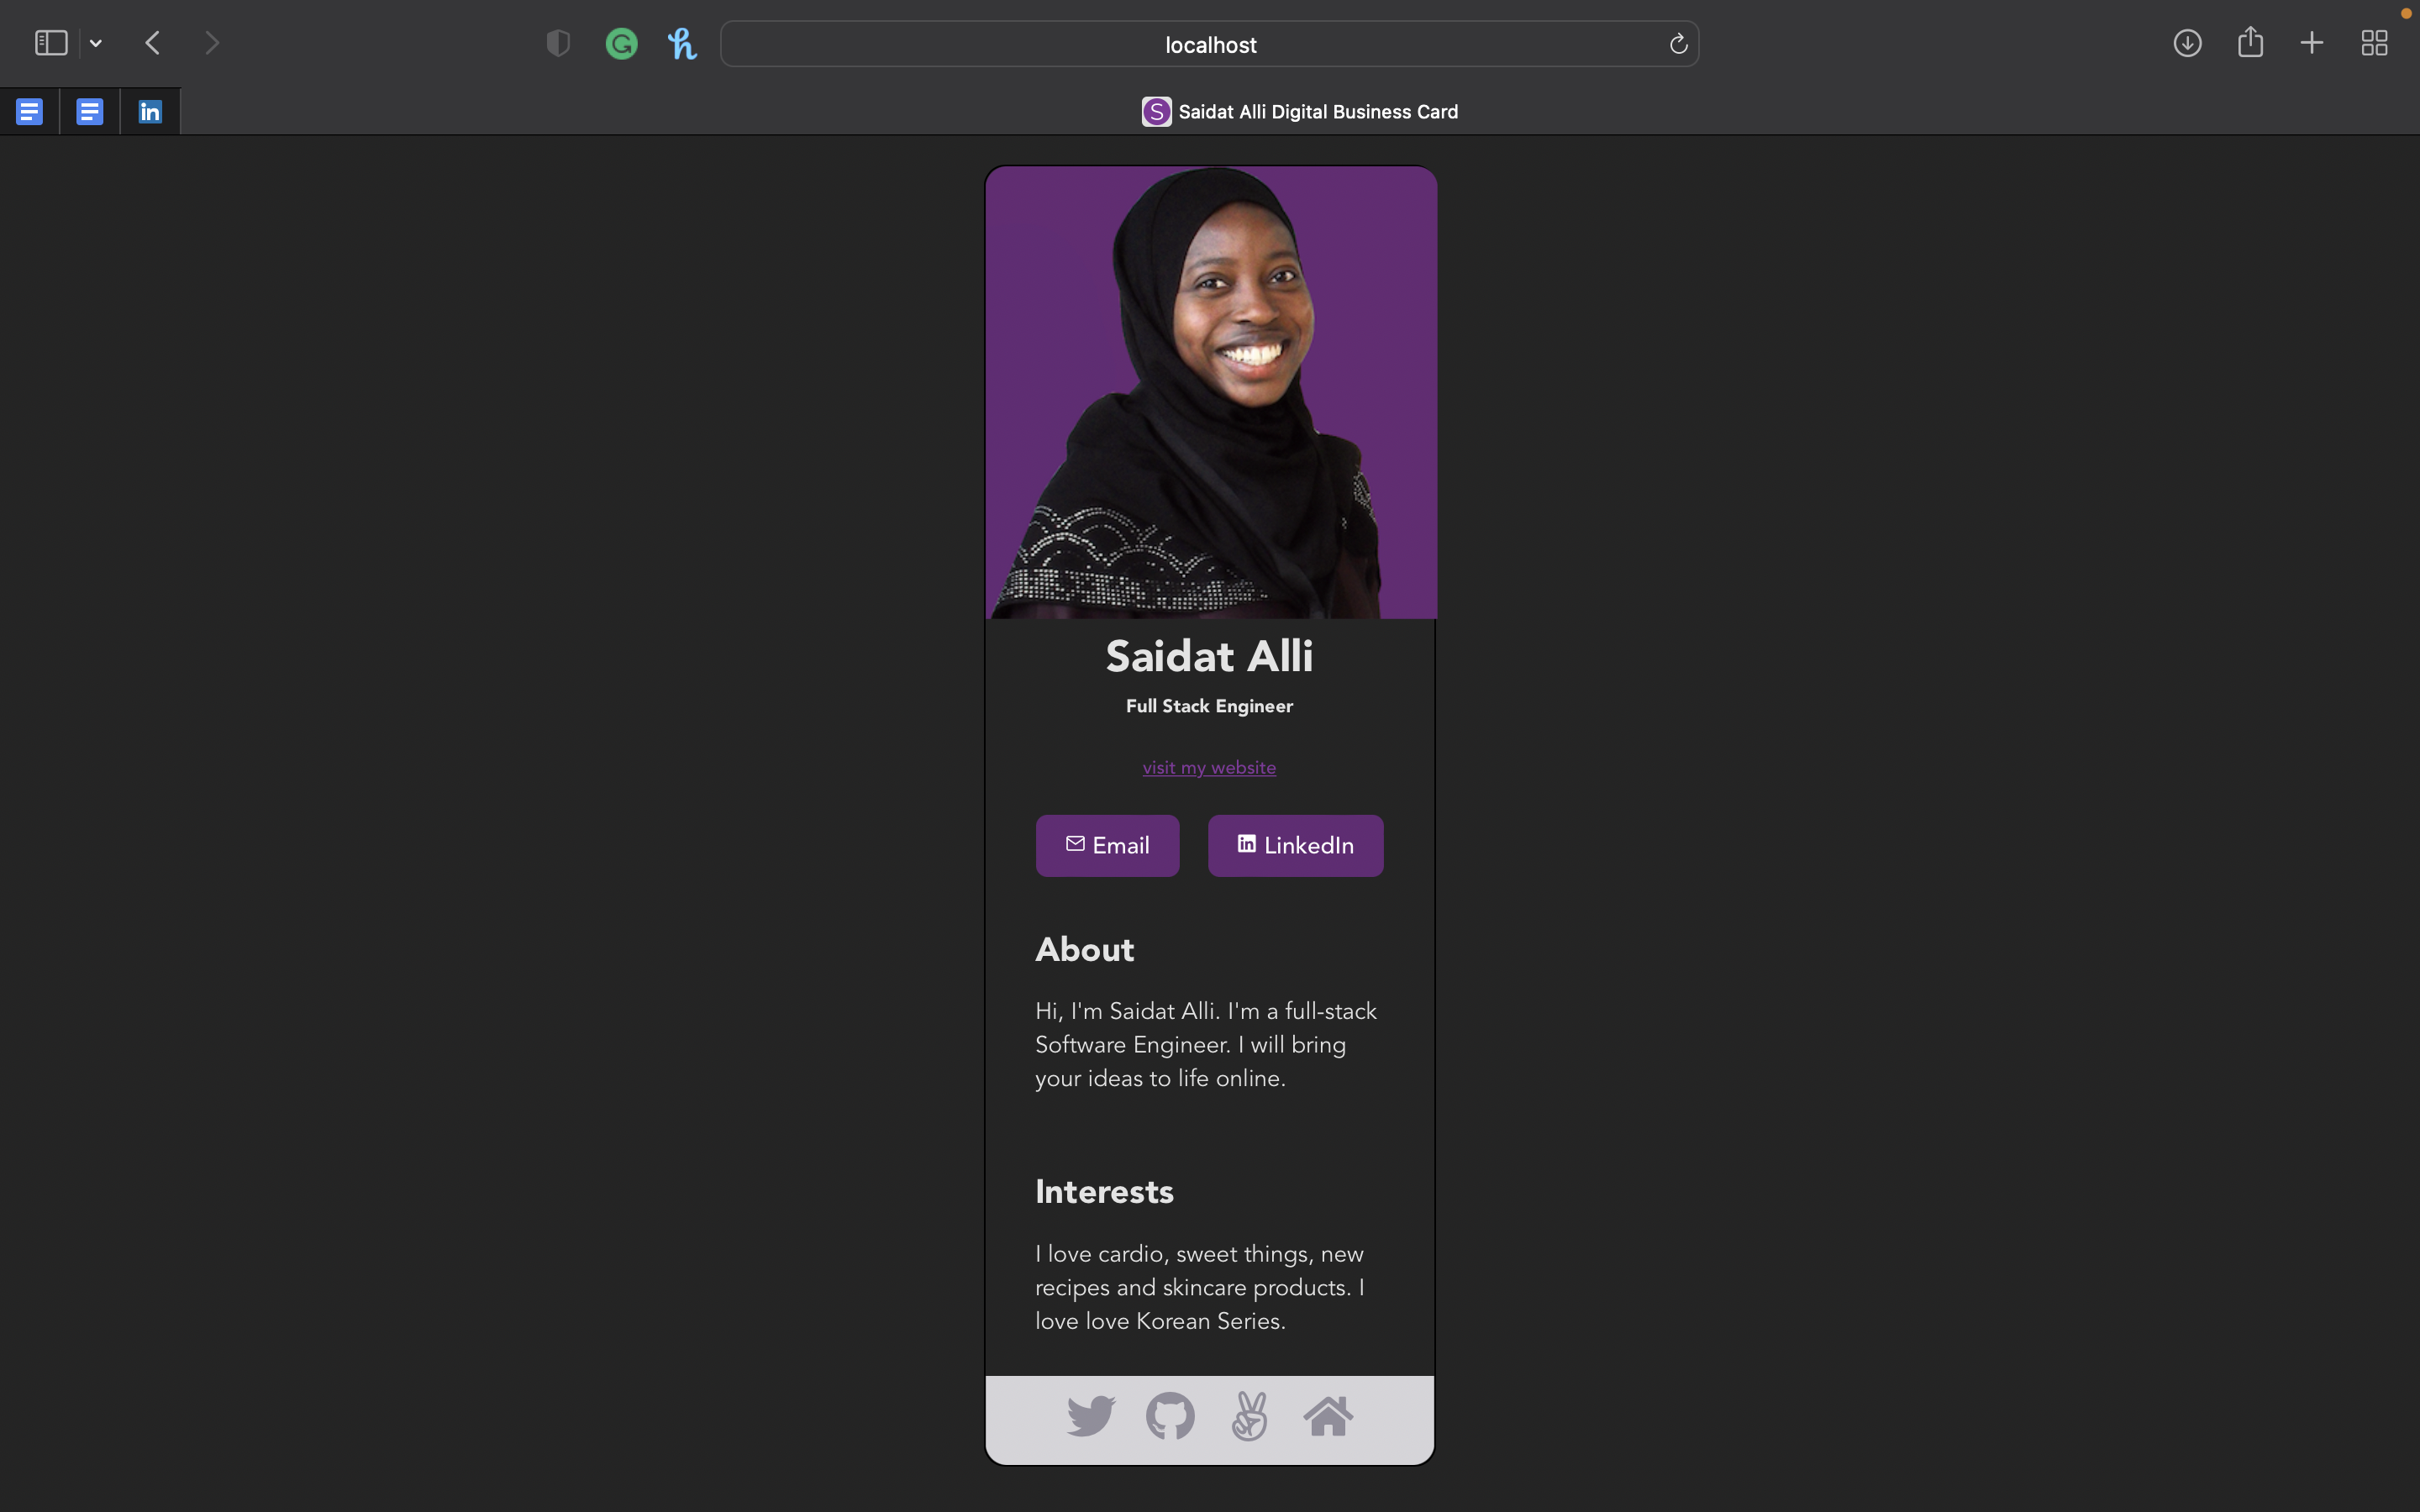 localhost
in
S Saidat Alli Digital Business Card
Saidat Alli
Full Stack Engineer
visit my website
Email
in LinkedIn
About
Hi, I'm Saidat Alli. I'm a full-stack
Software Engineer. I will bring
your ideas to life online.
Interests
I love cardio, sweet things, new
recipes and skincare products. I
love love Korean Series.